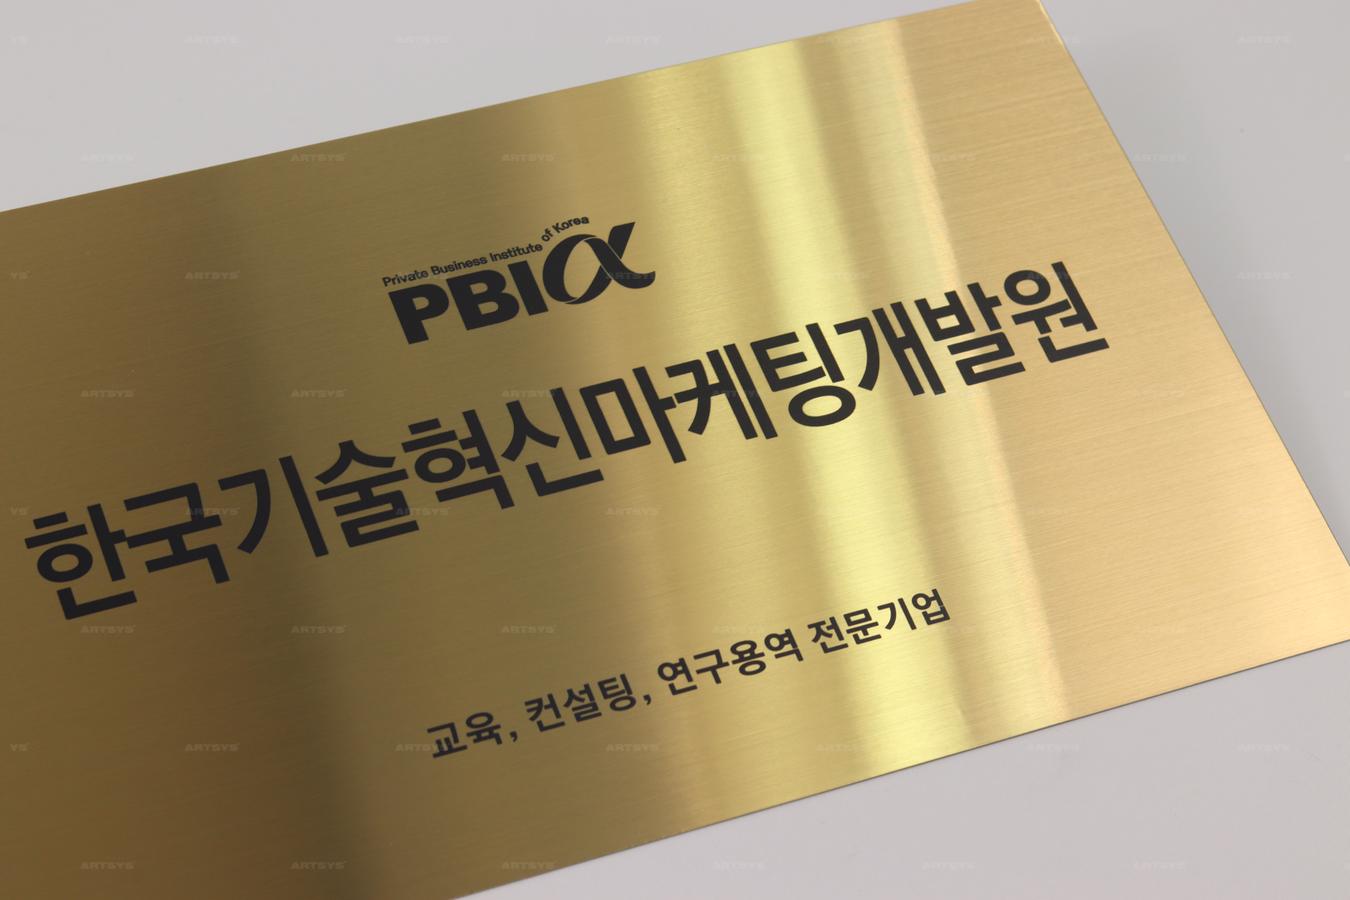 Private Business Institute of Korea
PBIα
한국기술혁신마케팅개발원
교육, 컨설팅, 연구용역 전문기업
ARTSYS